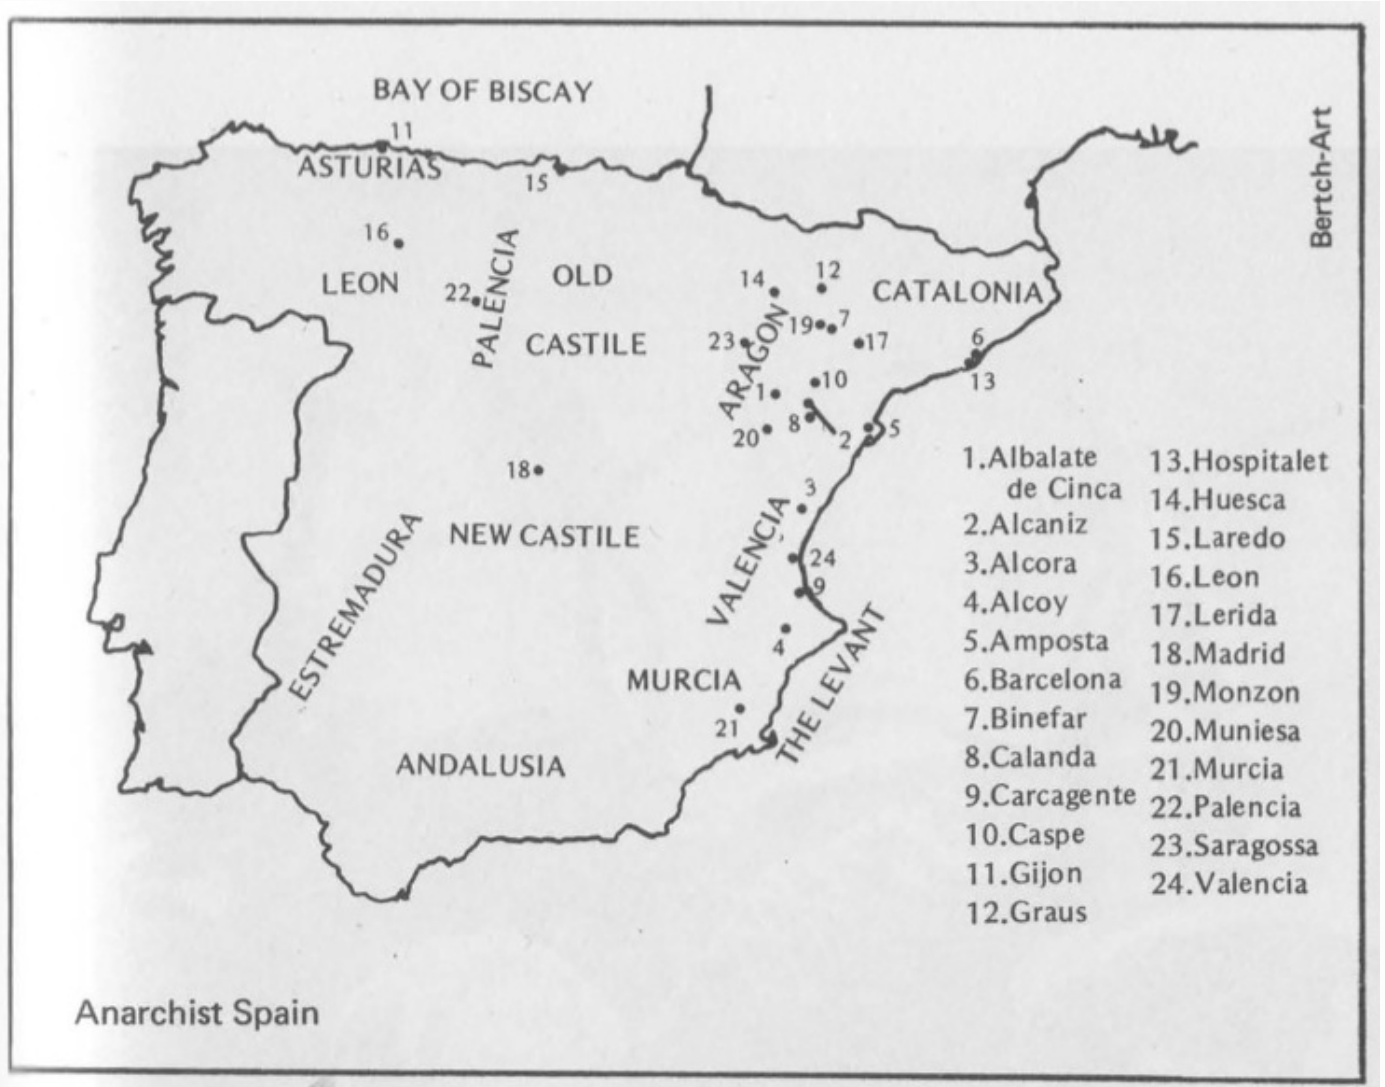 BAY OF BISCAY
11
ASTURIAS
15
16
LEON
22
PALENCIA
OLD
CASTILE
14
12
CATALONIA
19
7
23
17
ARAGON
6
13
1
10
8
20
2
5
18
NEW CASTILE
ESTREMADURA
3
VALENCIA
24
9
4
THE LEVANT
MURCIA
21
ANDALUSIA
1.Albalate
de Cinca
2.Alcaniz
3.Alcora
4.Alcoy
5.Amposta
6.Barcelona
7.Binefar
8.Calanda
9.Carcagente
10.Caspe
11.Gijon
12.Graus
13.Hospitalet
14.Huesca
15.Laredo
16.Leon
17.Lerida
18.Madrid
19.Monzon
20.Muniesa
21.Murcia
22.Palencia
23.Saragossa
24.Valencia
Bertch-Art
Anarchist Spain